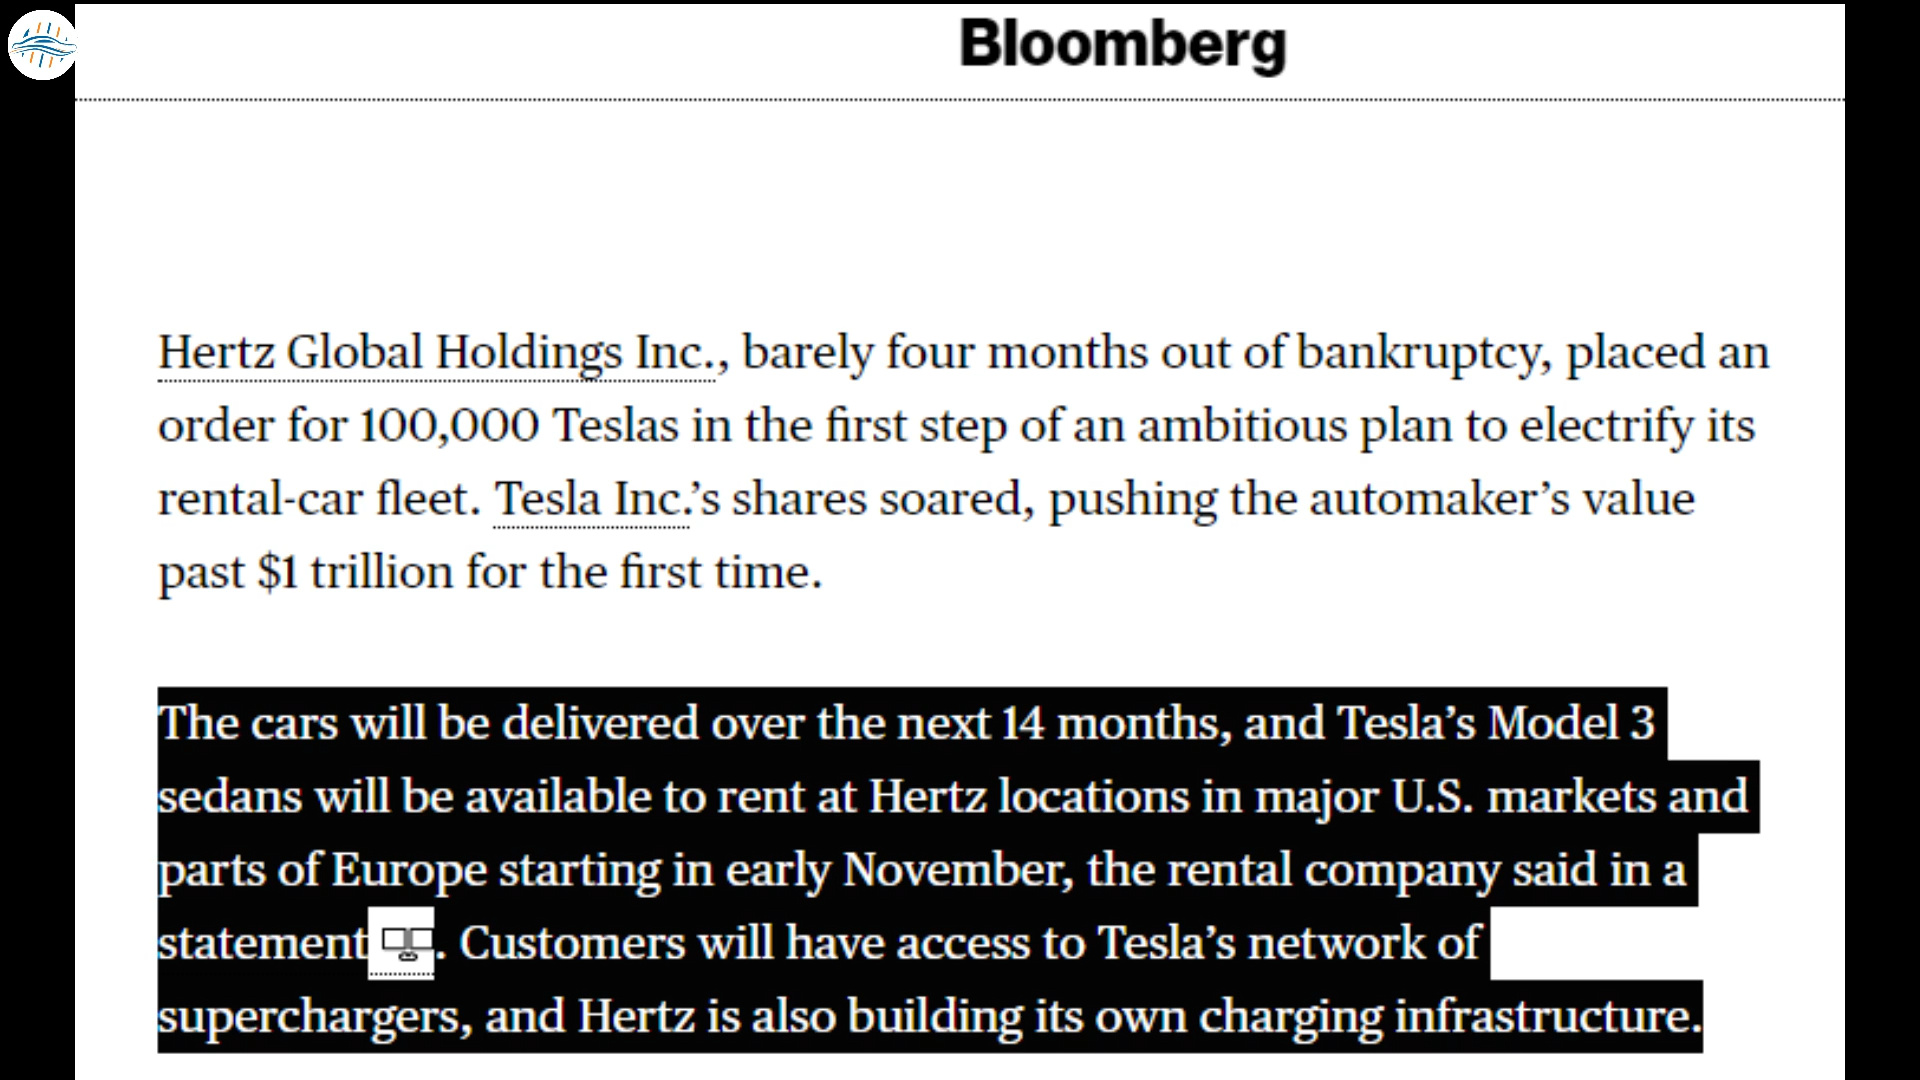 Bloomberg
Hertz Global Holdings Inc., barely four months out of bankruptcy, placed an
order for 100,000 Teslas in the first step of an ambitious plan to electrify its
rental-car fleet. Tesla Inc.’s shares soared, pushing the automaker’s value
past $1 trillion for the first time.
The cars will be delivered over the next 14 months, and Tesla’s Model 3
sedans will be available to rent at Hertz locations in major U.S. markets and
parts of Europe starting in early November, the rental company said in a
statement . Customers will have access to Tesla’s network of
superchargers, and Hertz is also building its own charging infrastructure.